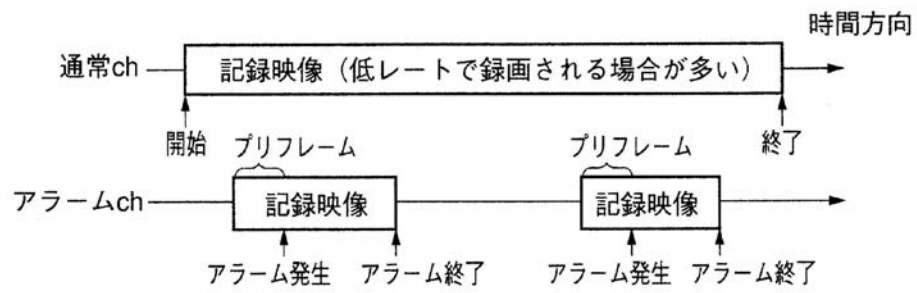 時間方向
通常ch
記録映像（低レートで録画される場合が多い）
開始
プリフレーム
プリフレーム
終了
アラームch
記録映像
記録映像
アラーム発生
アラーム終了
アラーム発生
アラーム終了